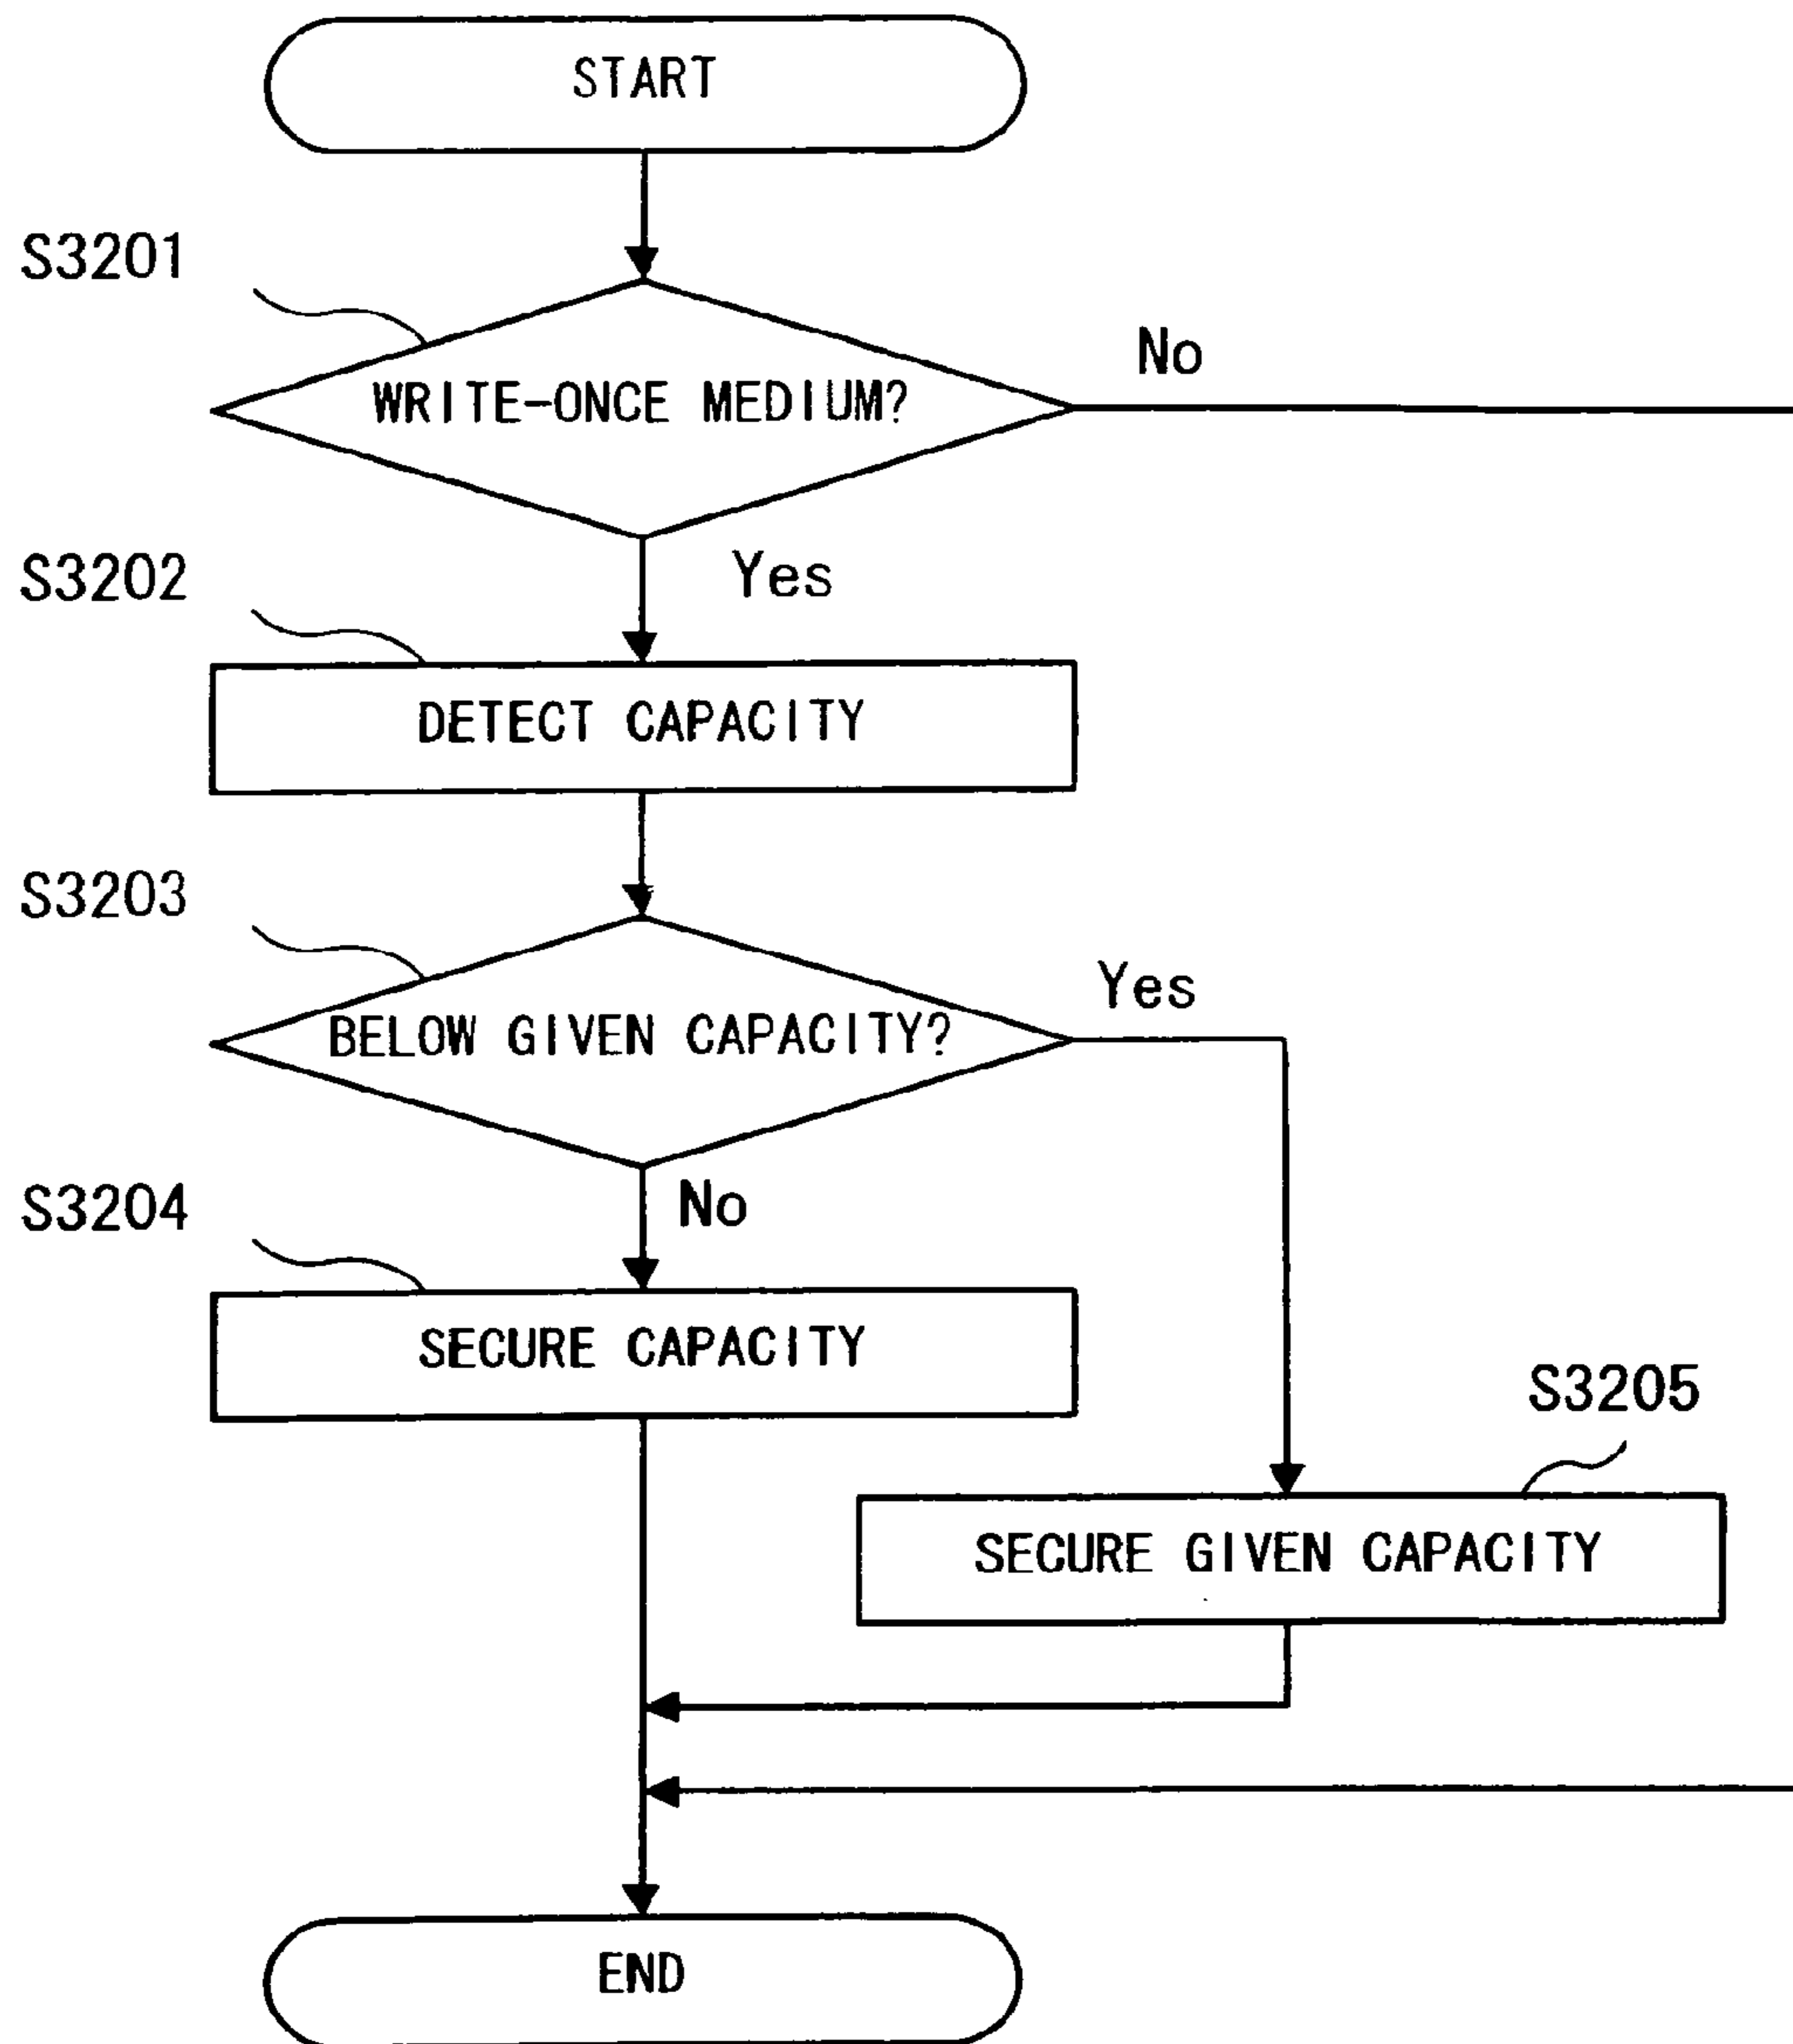 START
S3201
No
WRITE-ONCE MEDIUM?
S3202
Yes
DETECT CAPACITY
S3203
Yes
BELOW GIVEN CAPACITY?
S3204
No
SECURE CAPACITY
S3205
SECURE GIVEN CAPACITY
END